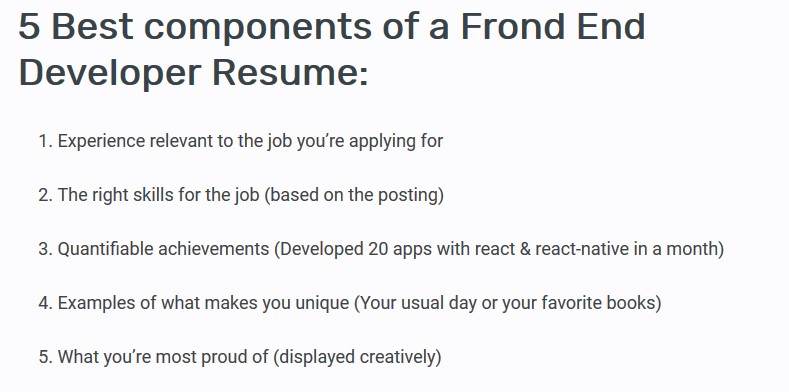 5 Best components of a Frond End
Developer Resume:
1. Experience relevant to the job you’re applying for
2. The right skills for the job (based on the posting)
3. Quantifiable achievements (Developed 20 apps with react & react-native in a month)
4. Examples of what makes you unique (Your usual day or your favorite books)
5. What you’re most proud of (displayed creatively)